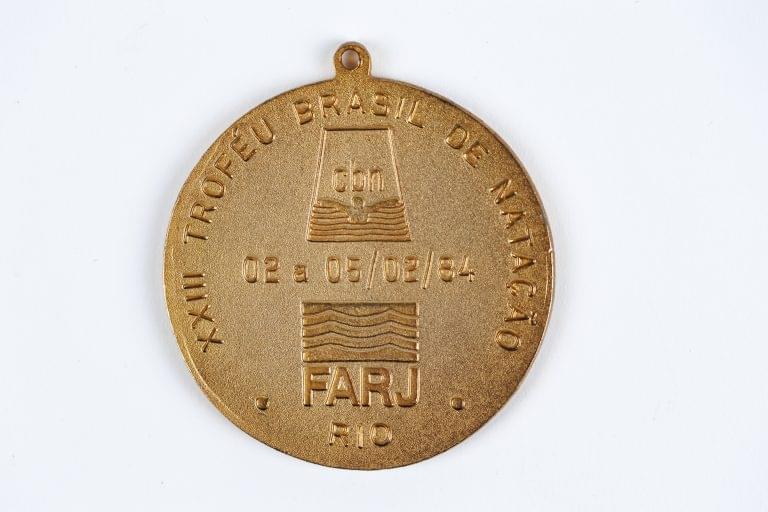 XXIII TROFÉU BRASIL DE NATAÇÃO
cbn
02 a 05/02/84
FARJ
RIO